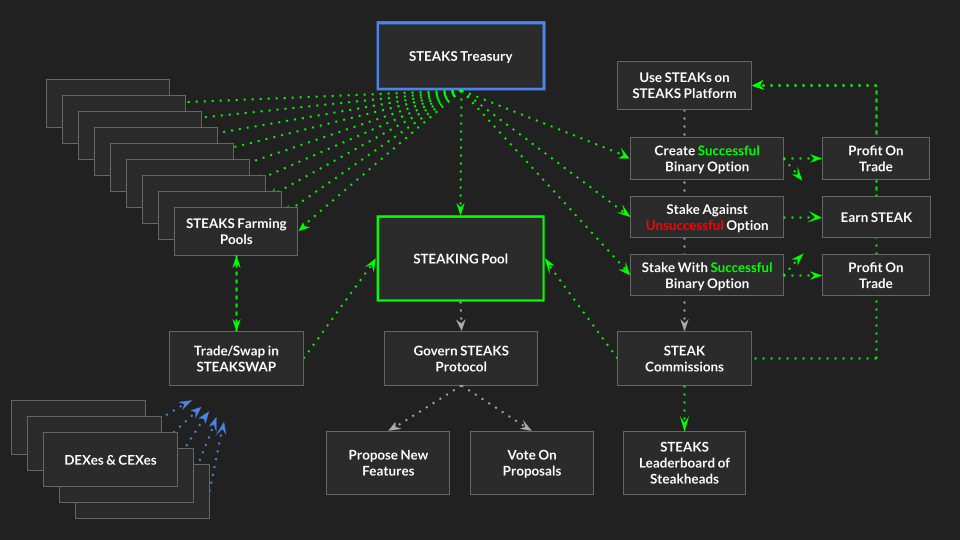 STEAKS Treasury
Use STEAKs on
STEAKS Platform
Create Successful
Binary Option
Profit On
Trade
Stake Against
Unsuccessful Option
Earn STEAK
STEAKS Farming
Pools
STEAKING Pool
Stake With Successful
Binary Option
Profit On
Trade
Trade/Swap in
STEAKSWAP
Govern STEAKS
Protocol
STEAK
Commissions
DEXes & CEXes
Propose New
Features
Vote On
Proposals
STEAKS
Leaderboard of
Steakheads